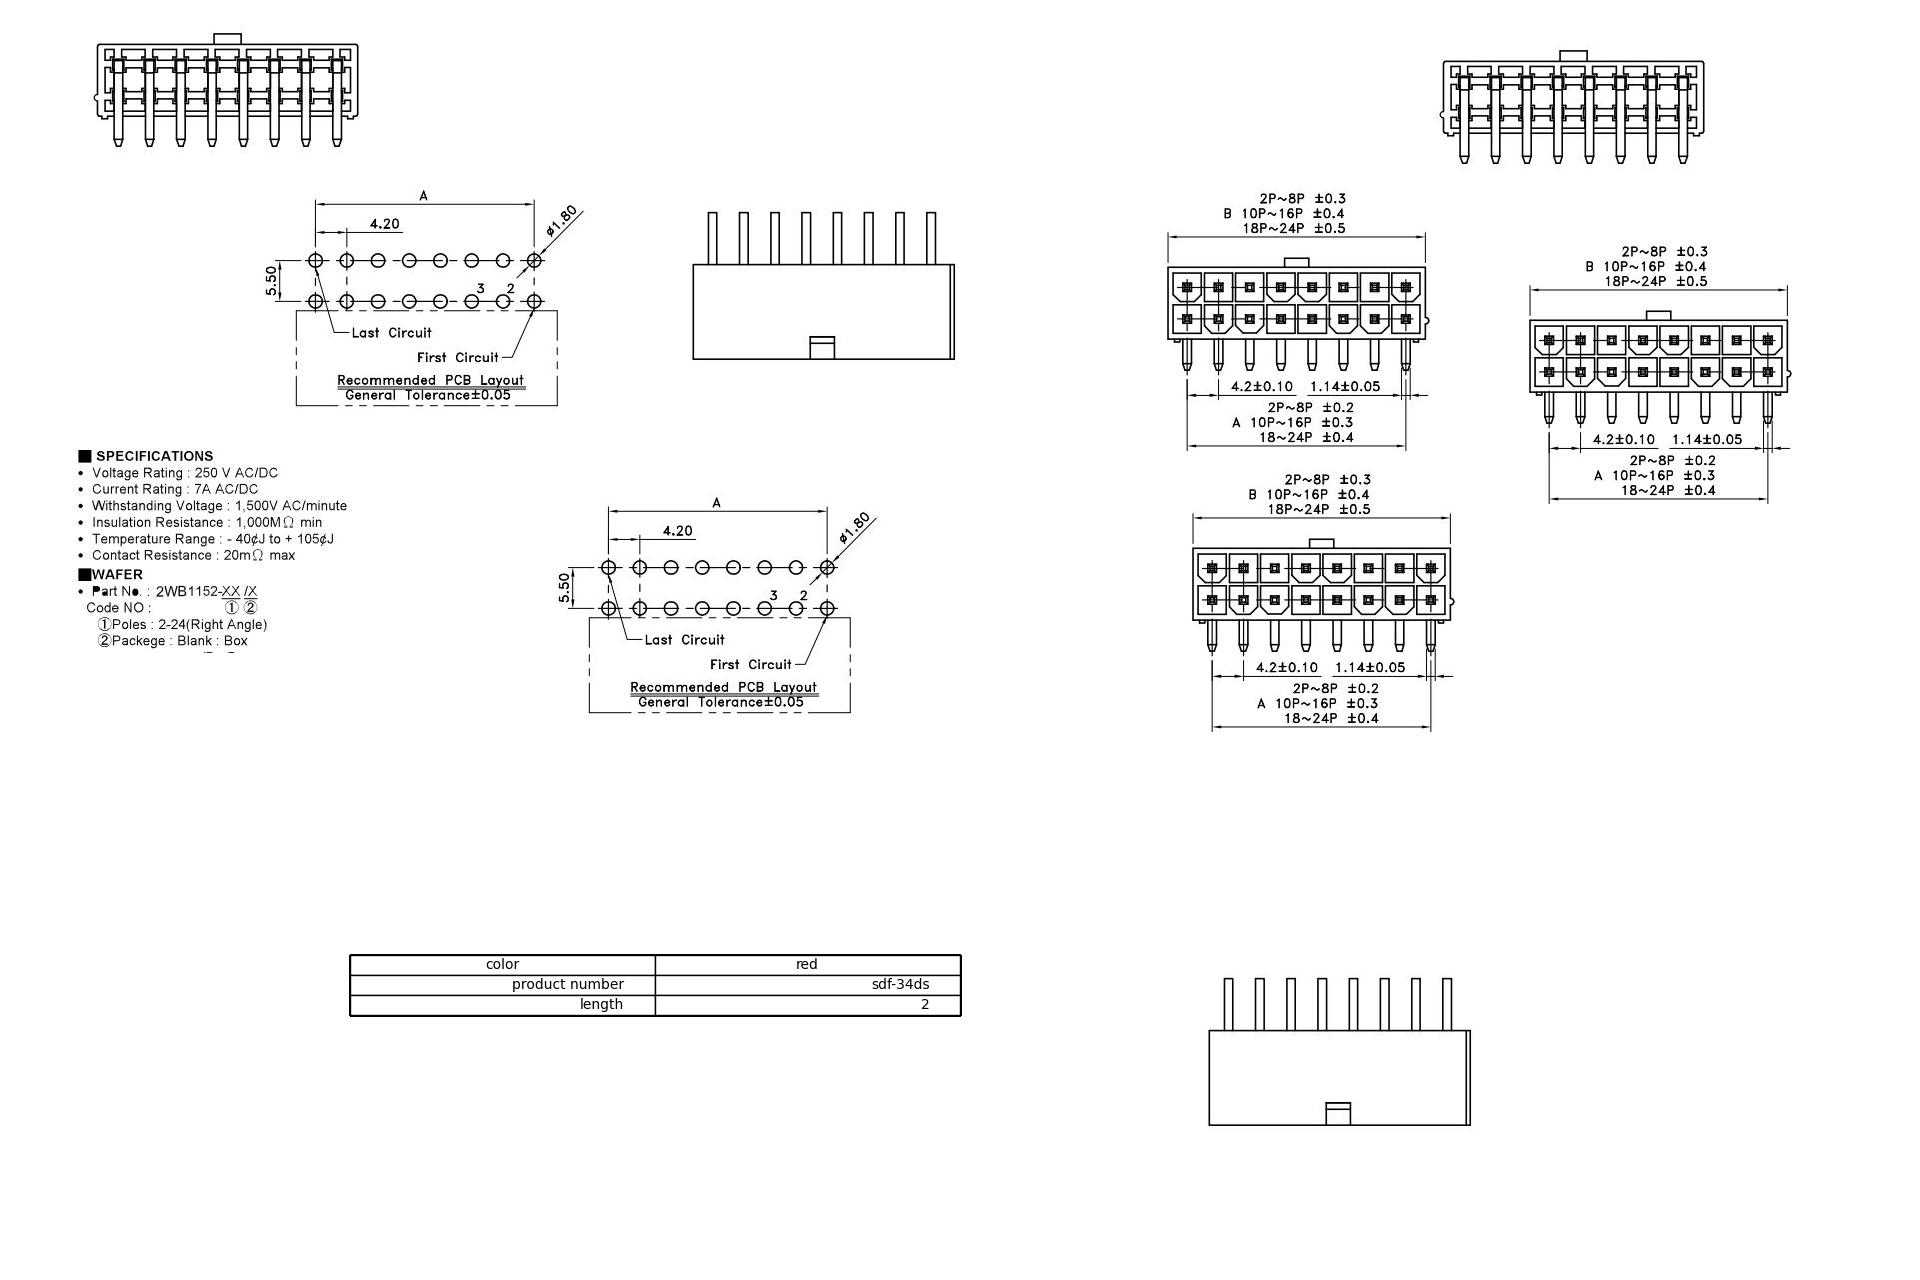 A
4.20
ø1.80
5.50
3 2
Last Circuit
First Circuit
Recommended PCB Layout
General Tolerance±0.05
2P~8P ±0.3
B 10P~16P ±0.4
18P~24P ±0.5
4.2±0.10 1.14±0.05
2P~8P ±0.2
A 10P~16P ±0.3
18~24P ±0.4
2P~8P ±0.3
B 10P~16P ±0.4
18P~24P ±0.5
4.2±0.10 1.14±0.05
2P~8P ±0.2
A 10P~16P ±0.3
18~24P ±0.4
■ SPECIFICATIONS
• Voltage Rating : 250 V AC/DC
• Current Rating : 7A AC/DC
• Withstanding Voltage : 1,500V AC/minute
• Insulation Resistance : 1,000MΩ min
• Temperature Range : - 40¢J to + 105¢J
• Contact Resistance : 20mΩ max
■WAFER
• Part No. : 2WB1152-XX /X
Code NO : ① ②
①Poles : 2-24(Right Angle)
②Packege : Blank : Box
A
4.20
ø1.80
5.50
3 2
Last Circuit
First Circuit
Recommended PCB Layout
General Tolerance±0.05
2P~8P ±0.3
B 10P~16P ±0.4
18P~24P ±0.5
4.2±0.10 1.14±0.05
2P~8P ±0.2
A 10P~16P ±0.3
18~24P ±0.4
color red
product number sdf-34ds
length 2